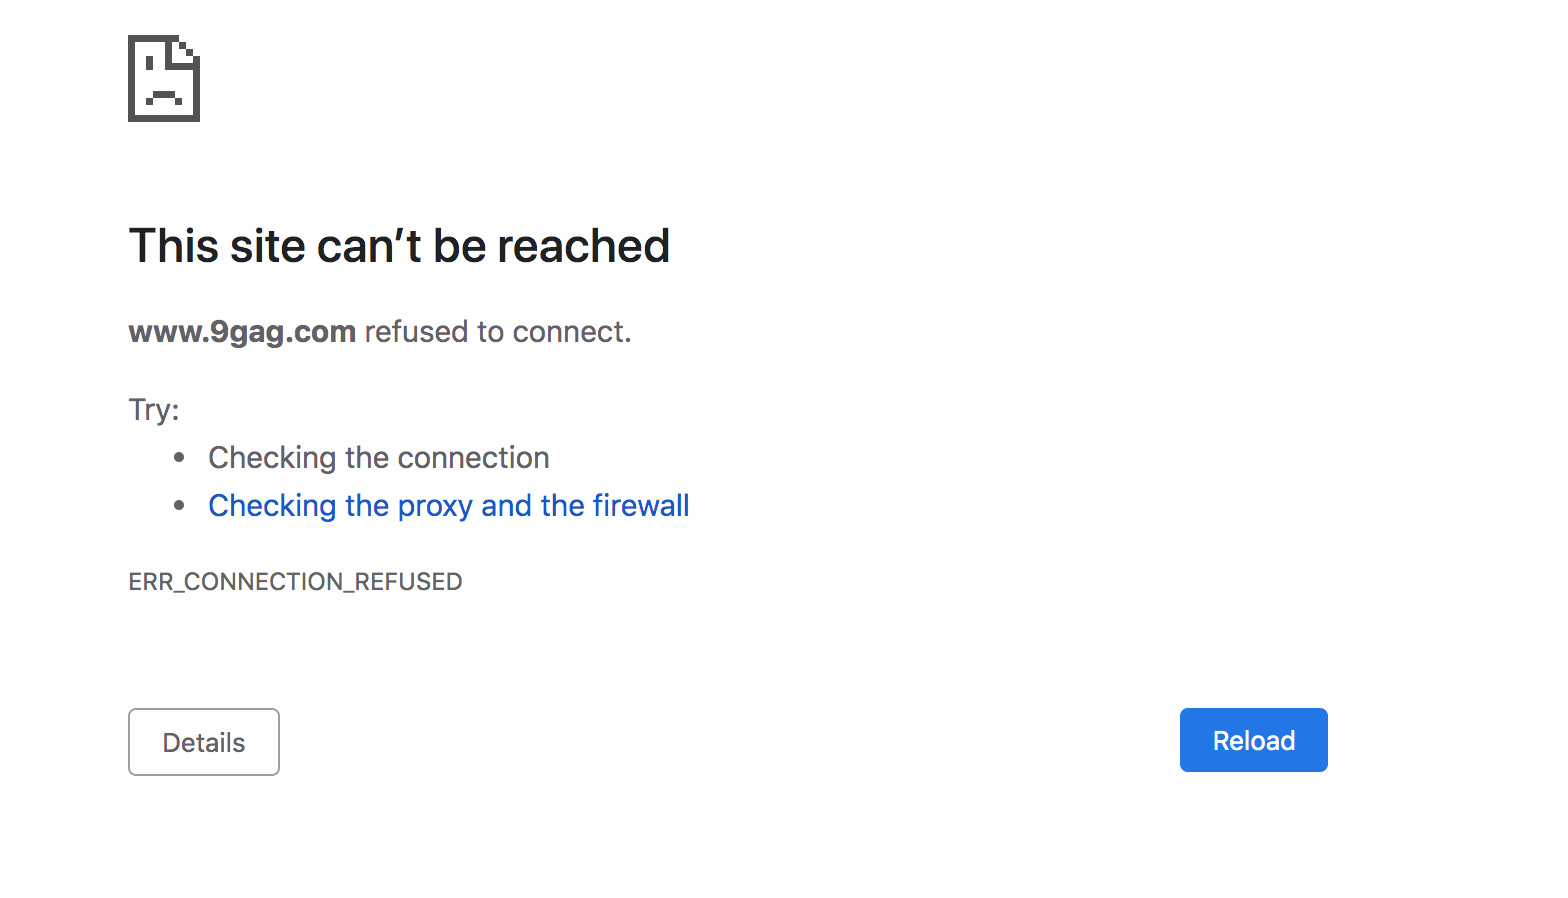 This site can’t be reached
www.9gag.com refused to connect.
Try:
• Checking the connection
• Checking the proxy and the firewall
ERR_CONNECTION_REFUSED
Details
Reload